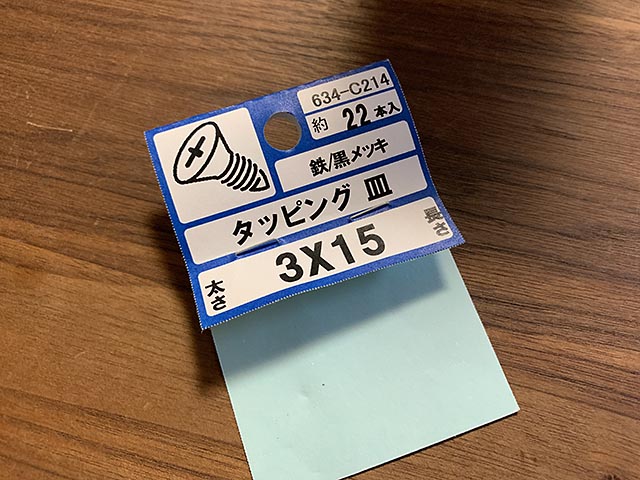 634-C214
約 22 本入
鉄/黒メッキ
タッピング 皿
太さ 3X15 長さ